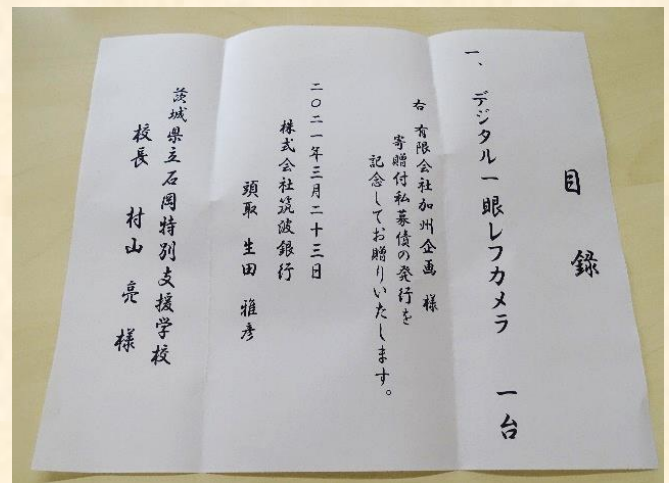 目録
一、デジタル一眼レフカメラ 一台
右 有限会社加州企画 様
寄贈付私募債の発行を
記念してお贈りいたします。
二〇二一年三月二十三日
株式会社筑波銀行
頭取 生田 雅彦
茨城県立石岡特別支援学校
校長 村山 亮 様